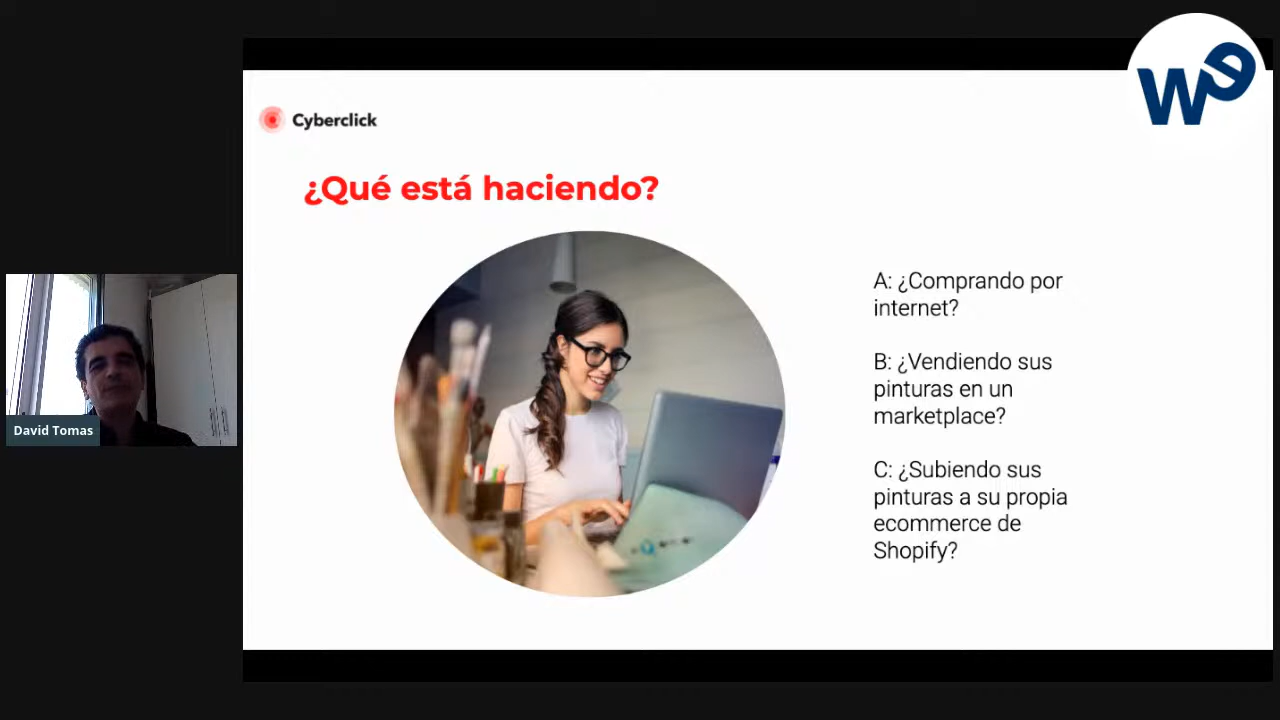 We
Cyberclick
¿Qué está haciendo?
A: ¿Comprando por
internet?
B: ¿Vendiendo sus
pinturas en un
marketplace?
C: ¿Subiendo sus
pinturas a su propia
ecommerce de
Shopify?
David Tomas